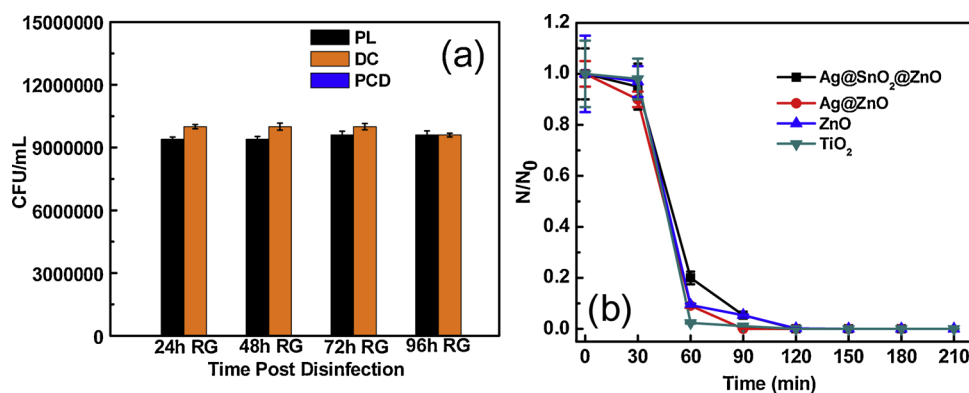 (a)
PL
DC
PCD
CFU/mL
15000000
12000000
9000000
6000000
3000000
0
24h RG 48h RG 72h RG 96h RG
Time Post Disinfection
(b)
Ag@SnO₂@ZnO
Ag@ZnO
ZnO
TiO₂
N/N₀
1.2
1.0
0.8
0.6
0.4
0.2
0.0
0 30 60 90 120 150 180 210
Time (min)